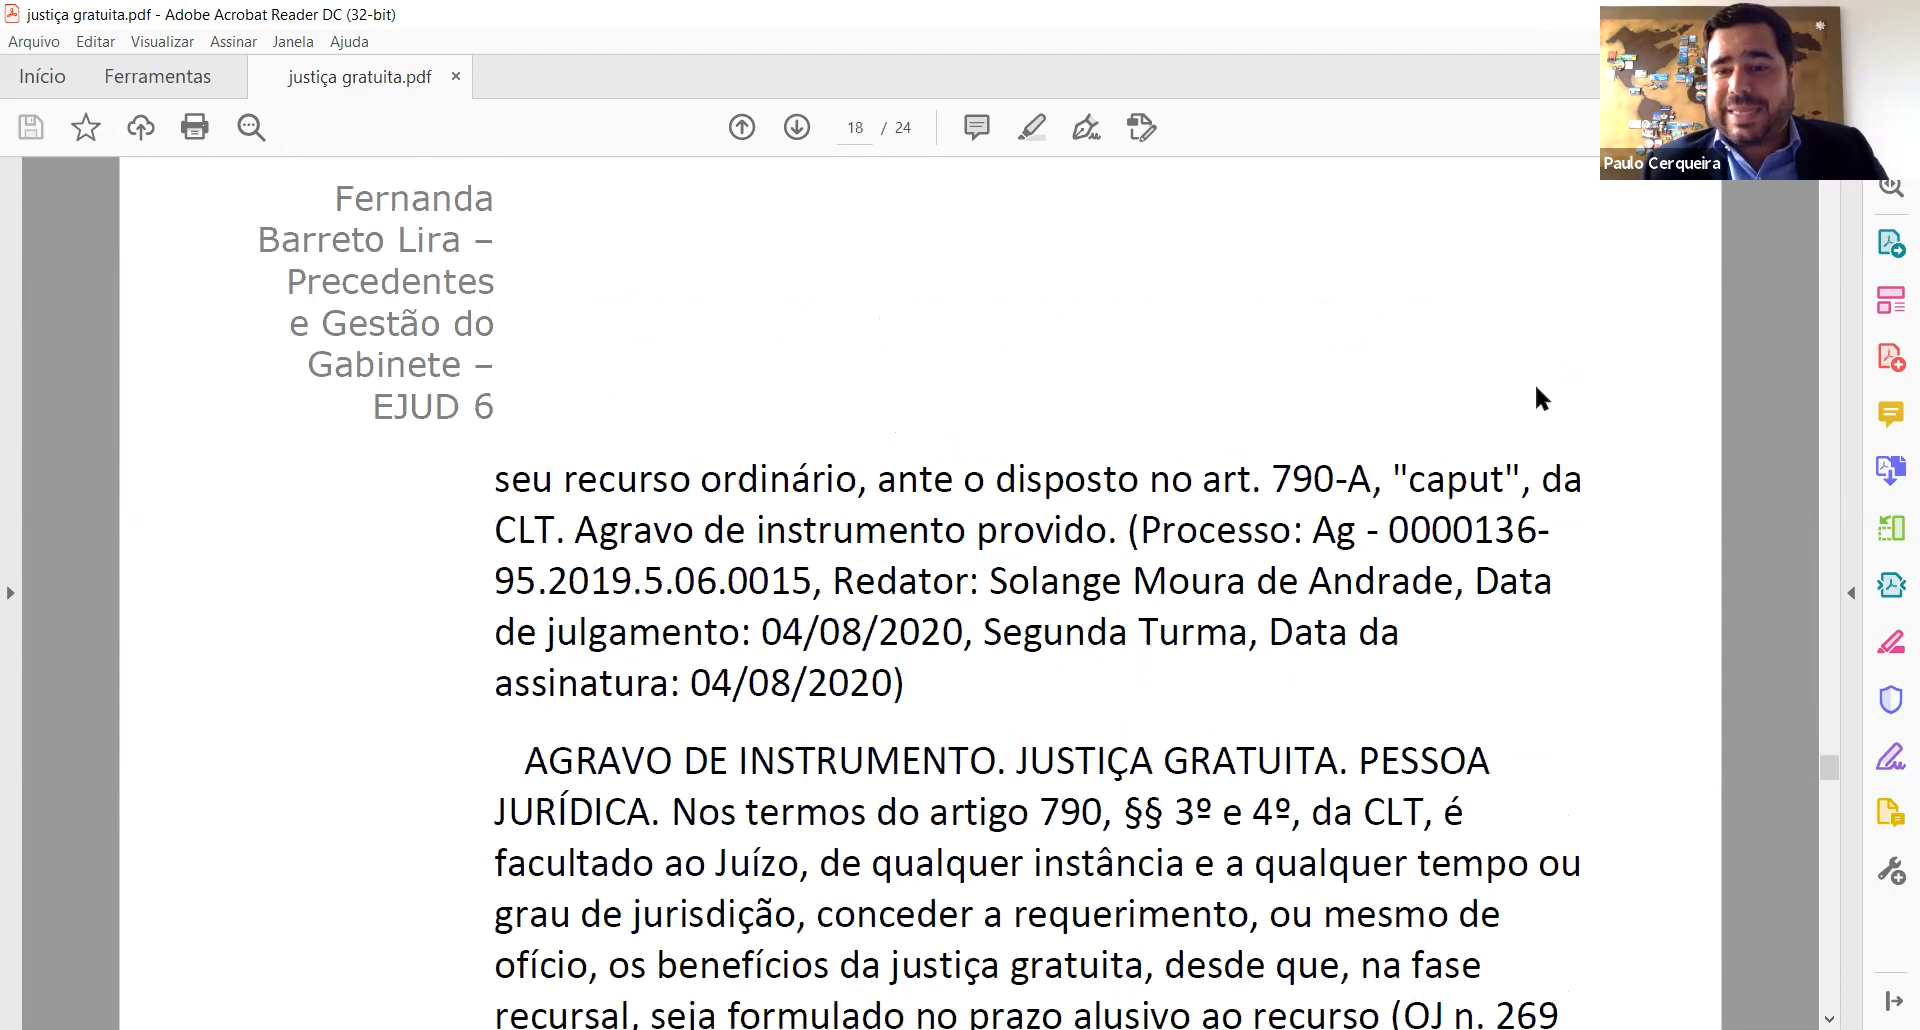 justiça gratuita.pdf - Adobe Acrobat Reader DC (32-bit)
Arquivo Editar Visualizar Assinar Janela Ajuda
Início Ferramentas justiça gratuita.pdf ×
18 / 24
Paulo Cerqueira
Fernanda
Barreto Lira –
Precedentes
e Gestão do
Gabinete –
EJUD 6
seu recurso ordinário, ante o disposto no art. 790-A, "caput", da
CLT. Agravo de instrumento provido. (Processo: Ag - 0000136-
95.2019.5.06.0015, Redator: Solange Moura de Andrade, Data
de julgamento: 04/08/2020, Segunda Turma, Data da
assinatura: 04/08/2020)
AGRAVO DE INSTRUMENTO. JUSTIÇA GRATUITA. PESSOA
JURÍDICA. Nos termos do artigo 790, §§ 3º e 4º, da CLT, é
facultado ao Juízo, de qualquer instância e a qualquer tempo ou
grau de jurisdição, conceder a requerimento, ou mesmo de
ofício, os benefícios da justiça gratuita, desde que, na fase
recursal, seja formulado no prazo alusivo ao recurso (OJ n. 269